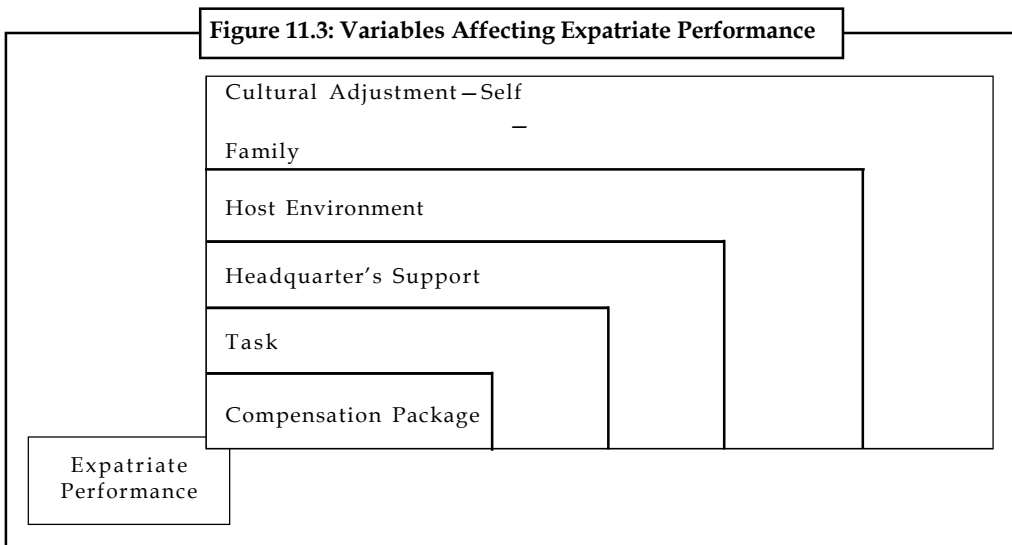 Figure 11.3: Variables Affecting Expatriate Performance
Cultural Adjustment—Self
—
Family
Host Environment
Headquarter's Support
Task
Compensation Package
Expatriate
Performance